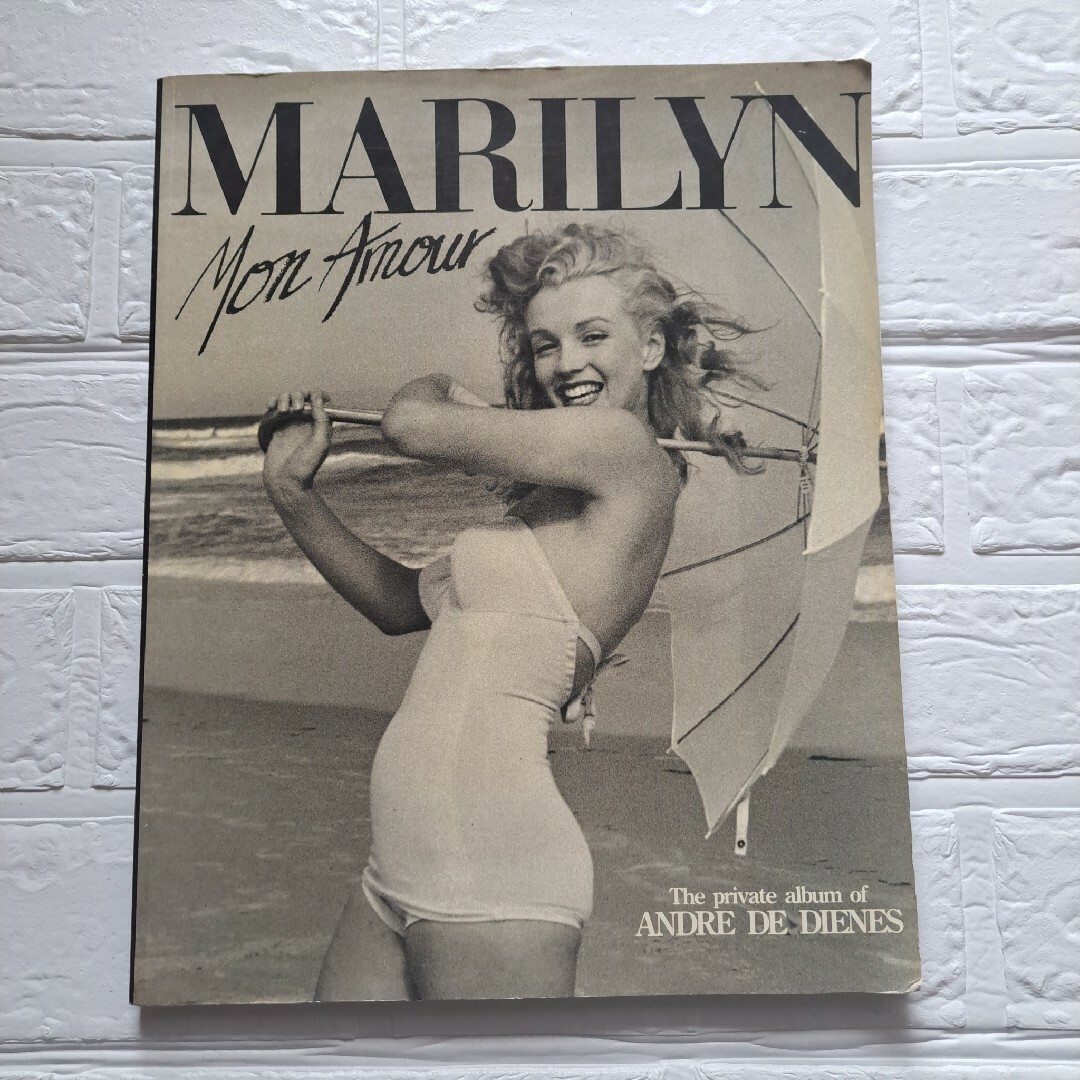 MARILYN
Mon Amour
The private album of
ANDRE DE DIENES